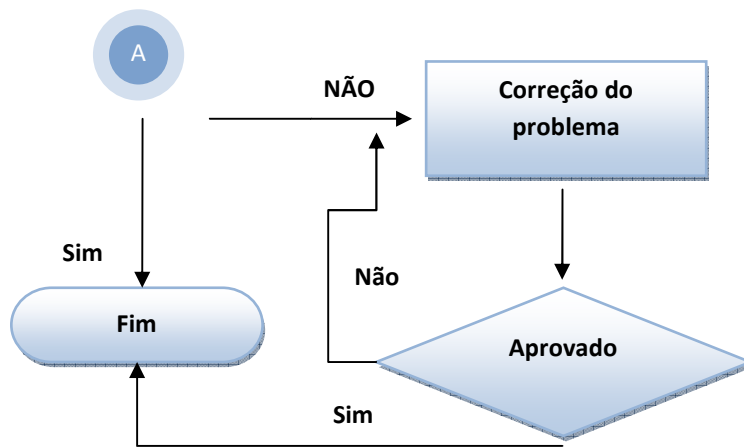 A
NÃO
Correção do
problema
Sim
Não
Fim
Aprovado
Sim